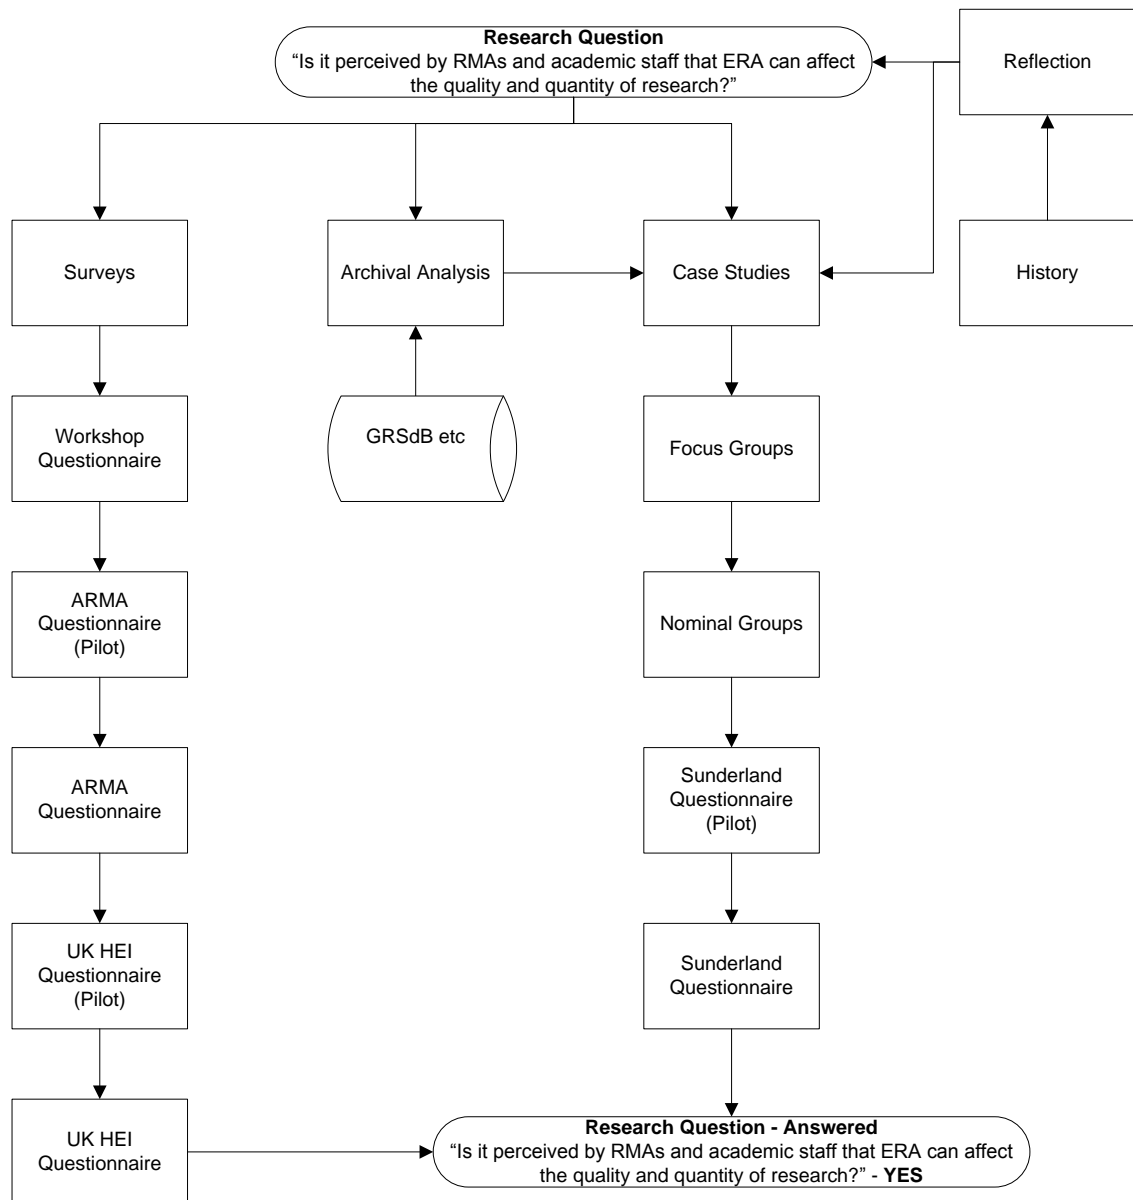 Research Question
“Is it perceived by RMAs and academic staff that ERA can affect
the quality and quantity of research?”
Reflection
Surveys
Archival Analysis
Case Studies
History
Workshop
Questionnaire
GRSdB etc
Focus Groups
ARMA
Questionnaire
(Pilot)
Nominal Groups
ARMA
Questionnaire
Sunderland
Questionnaire
(Pilot)
UK HEI
Questionnaire
(Pilot)
Sunderland
Questionnaire
UK HEI
Questionnaire
Research Question - Answered
“Is it perceived by RMAs and academic staff that ERA can affect
the quality and quantity of research?” - YES